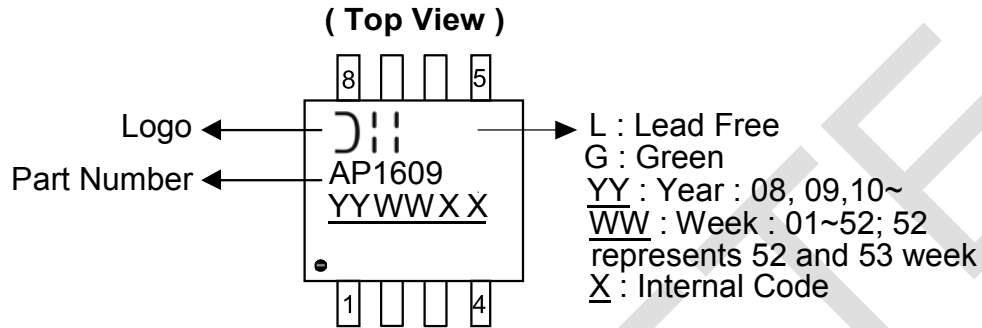 ( Top View )
8 5
Logo
Part Number
AP1609
YYWWX X
1 4
L : Lead Free
G : Green
YY : Year : 08, 09,10~
WW : Week : 01~52; 52
represents 52 and 53 week
X : Internal Code